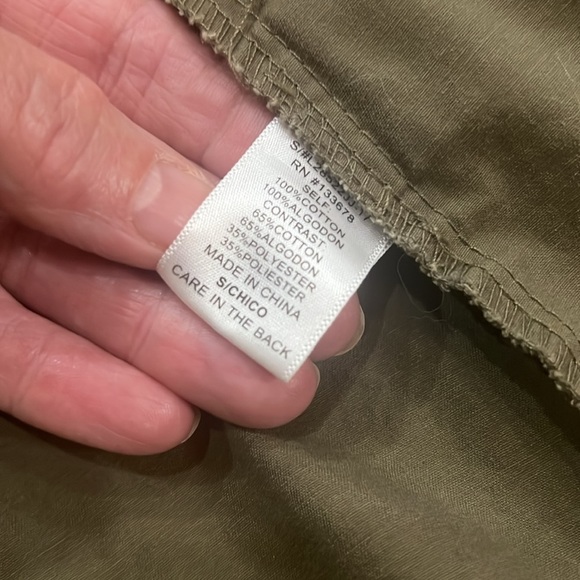 RN #133678
SELF
100%COTTON
100%ALGODON
CONTRAST
65%COTTON
65%ALGODON
35%POLYESTER
35%POLIESTER
MADE IN CHINA
S/CHICO
CARE IN THE BACK